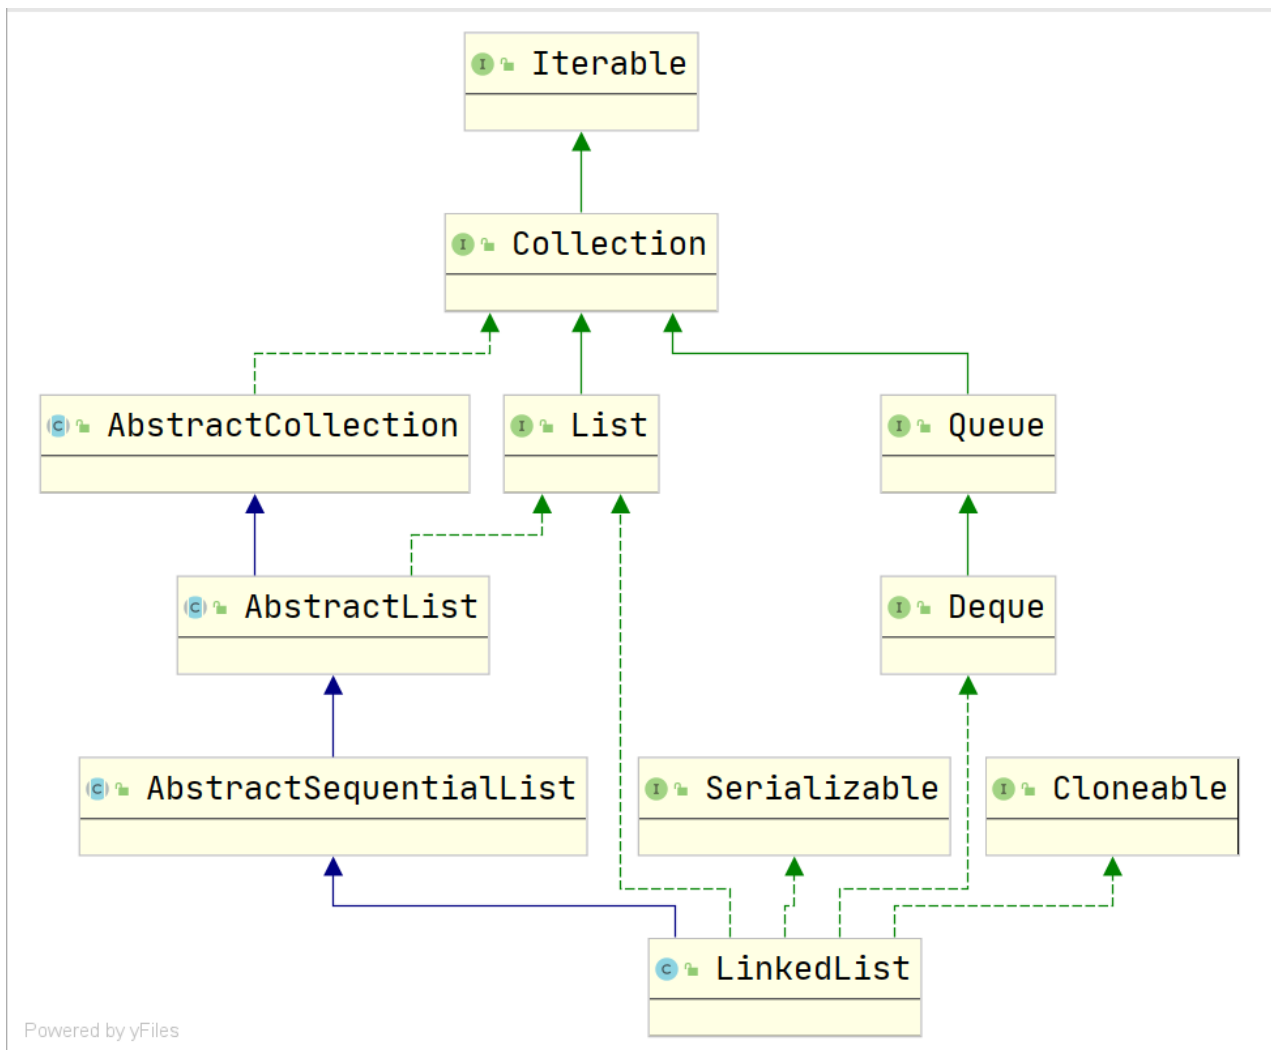 Iterable
Collection
AbstractCollection
List
Queue
AbstractList
Deque
AbstractSequentialList
Serializable
Cloneable
LinkedList
Powered by yFiles